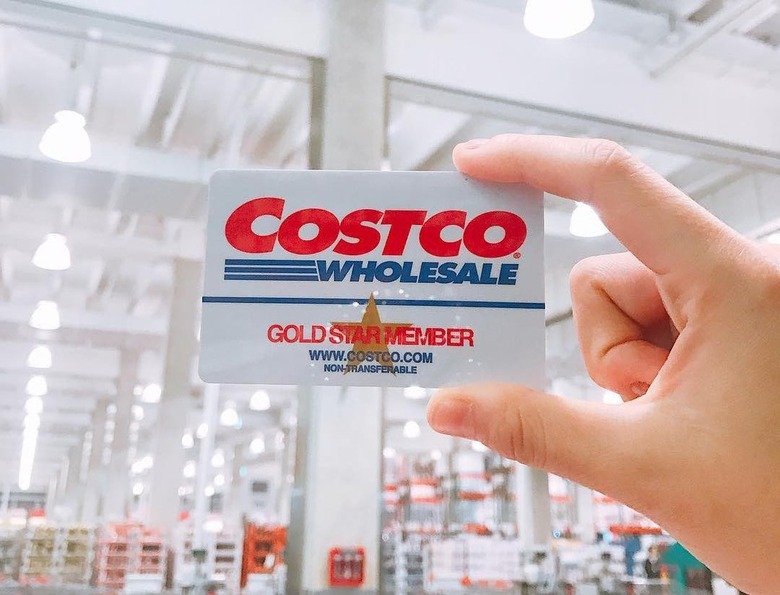 COSTCO®
WHOLESALE
GOLD STAR MEMBER
WWW.COSTCO.COM
NON-TRANSFERABLE